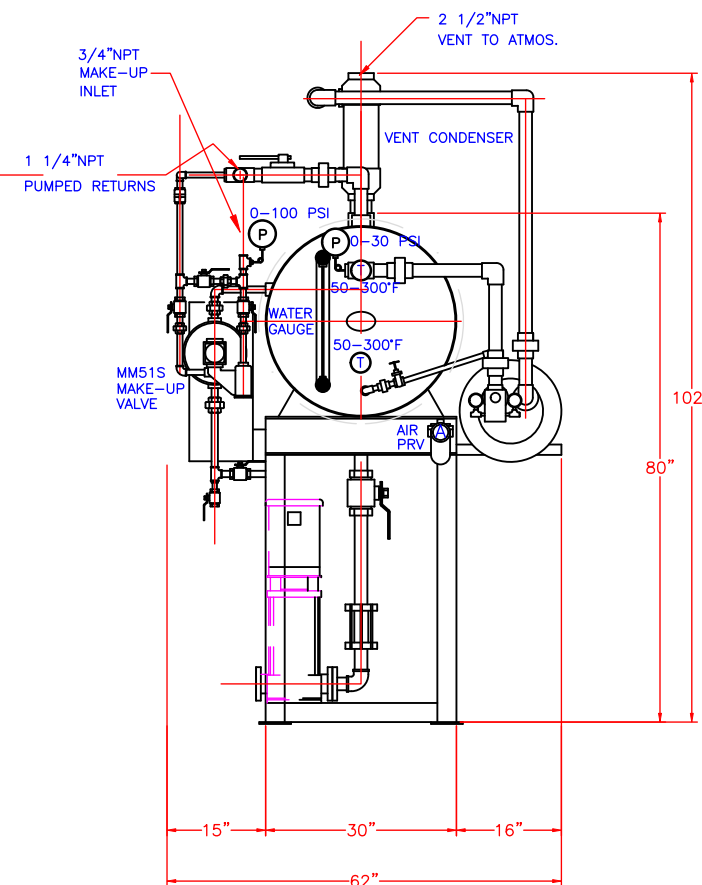 2 1/2"NPT
VENT TO ATMOS.
3/4"NPT
MAKE-UP
INLET
VENT CONDENSER
1 1/4"NPT
PUMPED RETURNS
0-100 PSI
P
P
0-30 PSI
T
50-300°F
WATER
GAUGE
50-300°F
T
MM51S
MAKE-UP
VALVE
AIR
PRV
A
102
80"
15"
30"
16"
62"